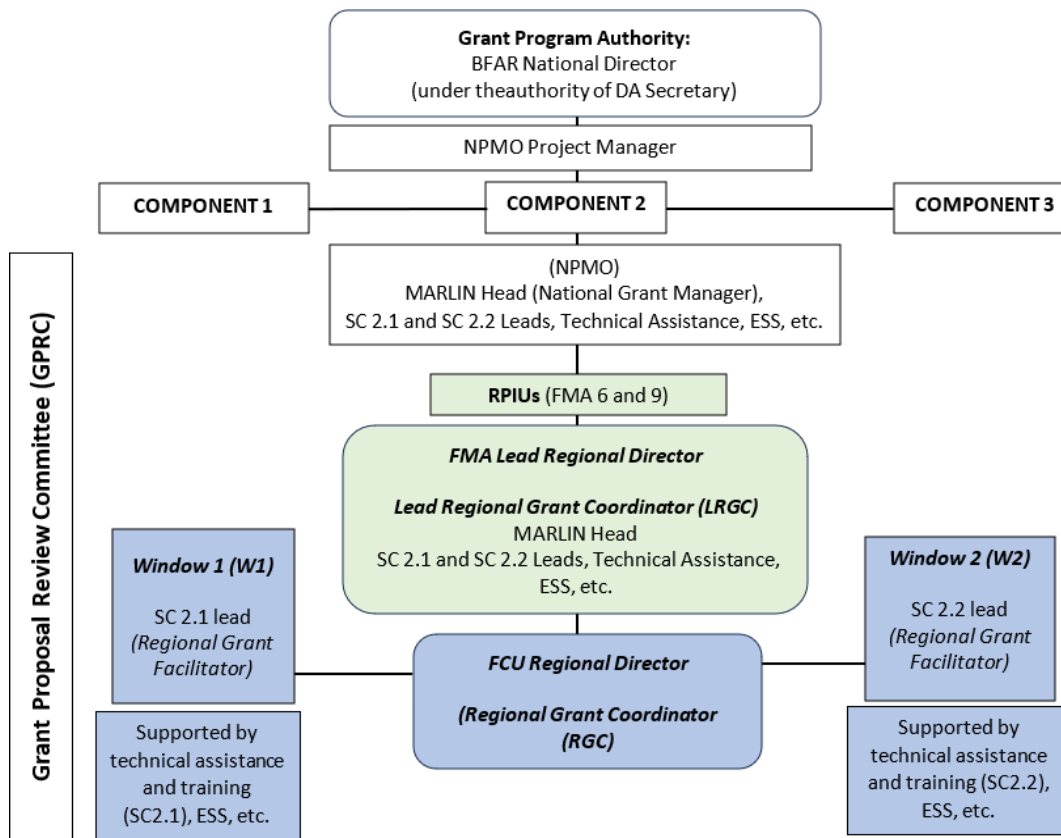 Grant Program Authority:
BFAR National Director
(under theauthority of DA Secretary)
NPMO Project Manager
COMPONENT 1
COMPONENT 2
COMPONENT 3
Grant Proposal Review Committee (GPRC)
(NPMO)
MARLIN Head (National Grant Manager),
SC 2.1 and SC 2.2 Leads, Technical Assistance, ESS, etc.
RPIUs (FMA 6 and 9)
FMA Lead Regional Director
Lead Regional Grant Coordinator (LRGC)
MARLIN Head
SC 2.1 and SC 2.2 Leads, Technical Assistance,
ESS, etc.
Window 1 (W1)
SC 2.1 lead
(Regional Grant
Facilitator)
Supported by
technical assistance
and training
(SC2.1), ESS, etc.
FCU Regional Director
(Regional Grant Coordinator
(RGC)
Window 2 (W2)
SC 2.2 lead
(Regional Grant
Facilitator)
Supported by
technical assistance
and training (SC2.2),
ESS, etc.